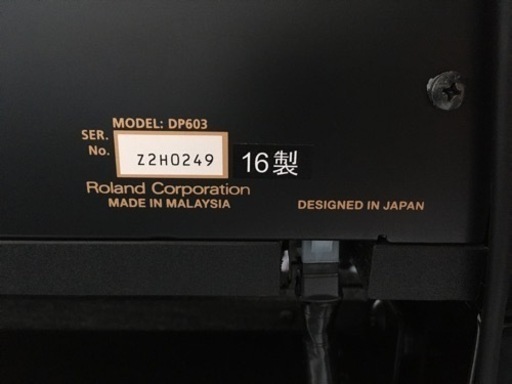 MODEL: DP603
SER.
No. Z2H0249
16製
Roland Corporation
MADE IN MALAYSIA
DESIGNED IN JAPAN